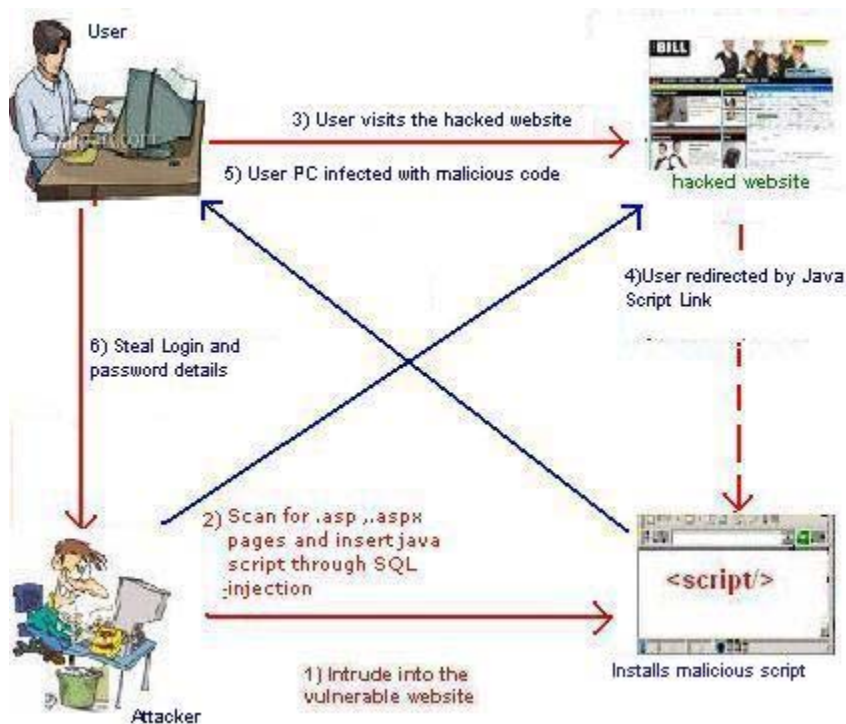 User
BILL
3) User visits the hacked website
5) User PC infected with malicious code
hacked website
4)User redirected by Java
Script Link
6) Steal Login and
password details
2) Scan for .asp ,.aspx
pages and insert java
script through SQL
injection
<script/>
1) Intrude into the
vulnerable website
Installs malicious script
Attacker